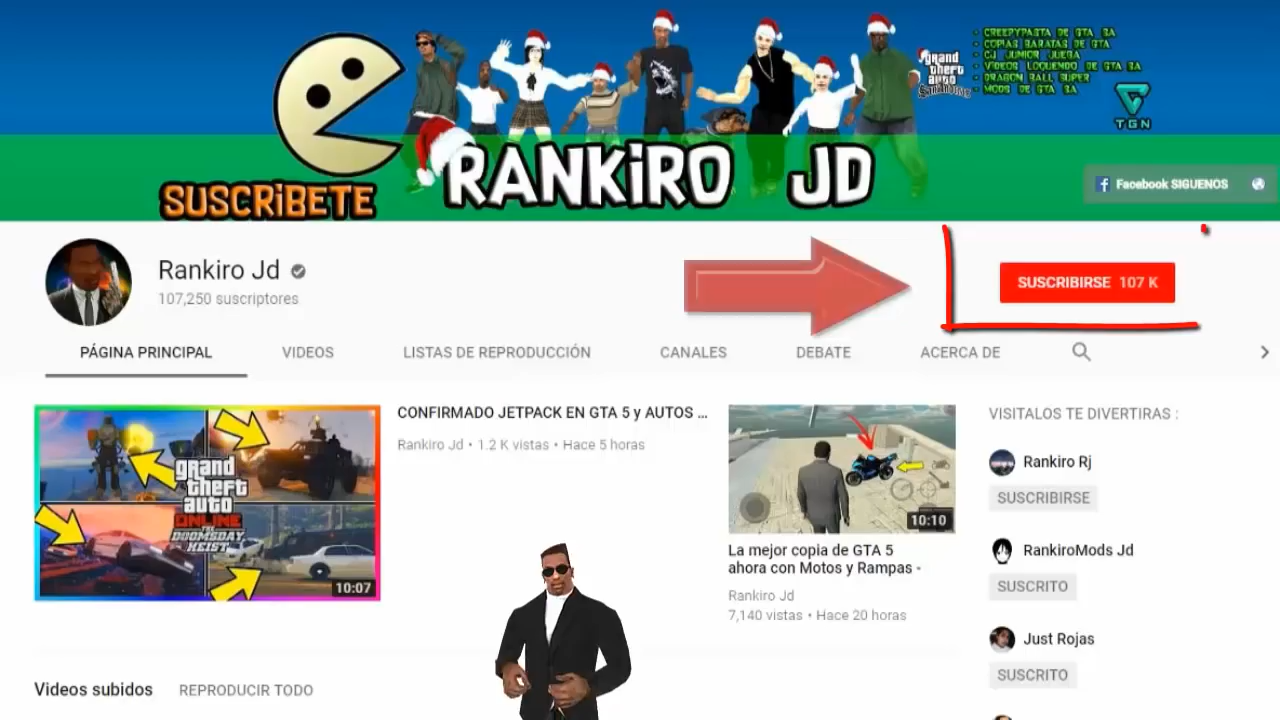 - CREEPYPASTA DE GTA SA
- COPIAS BARATAS DE GTA
- CJ JUNIOR JUEGA
- VIDEOS LOQUENDO DE GTA SA
- DRAGON BALL SUPER
- MODS DE GTA SA
grand
theft
auto
SanAndreas
TGN
SUSCRiBETE
RANKiRO JD
Facebook SIGUENOS
Rankiro Jd
107,250 suscriptores
SUSCRIBIRSE 107 K
PÁGINA PRINCIPAL
VIDEOS
LISTAS DE REPRODUCCIÓN
CANALES
DEBATE
ACERCA DE
grand
theft
auto
ONLINE
THE
DOOMSDAY
HEIST
10:07
CONFIRMADO JETPACK EN GTA 5 y AUTOS ...
Rankiro Jd • 1.2 K vistas • Hace 5 horas
10:10
La mejor copia de GTA 5
ahora con Motos y Rampas -
Rankiro Jd
7,140 vistas • Hace 20 horas
VISITALOS TE DIVERTIRAS :
Rankiro Rj
SUSCRIBIRSE
RankiroMods Jd
SUSCRITO
Just Rojas
SUSCRITO
Videos subidos
REPRODUCIR TODO